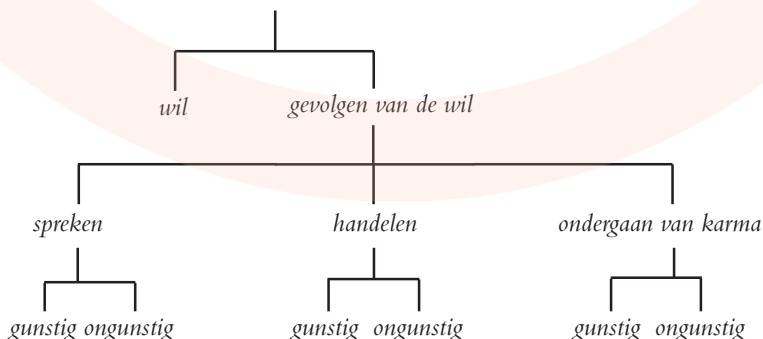 wil gevolgen van de wil
spreken handelen ondergaan van karma
gunstig ongunstig gunstig ongunstig gunstig ongunstig